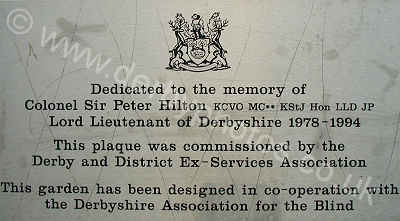 Dedicated to the memory of
Colonel Sir Peter Hilton KCVO MC** KStJ Hon LLD JP
Lord Lieutenant of Derbyshire 1978-1994
This plaque was commissioned by the
Derby and District Ex-Services Association
This garden has been designed in co-operation with
the Derbyshire Association for the Blind